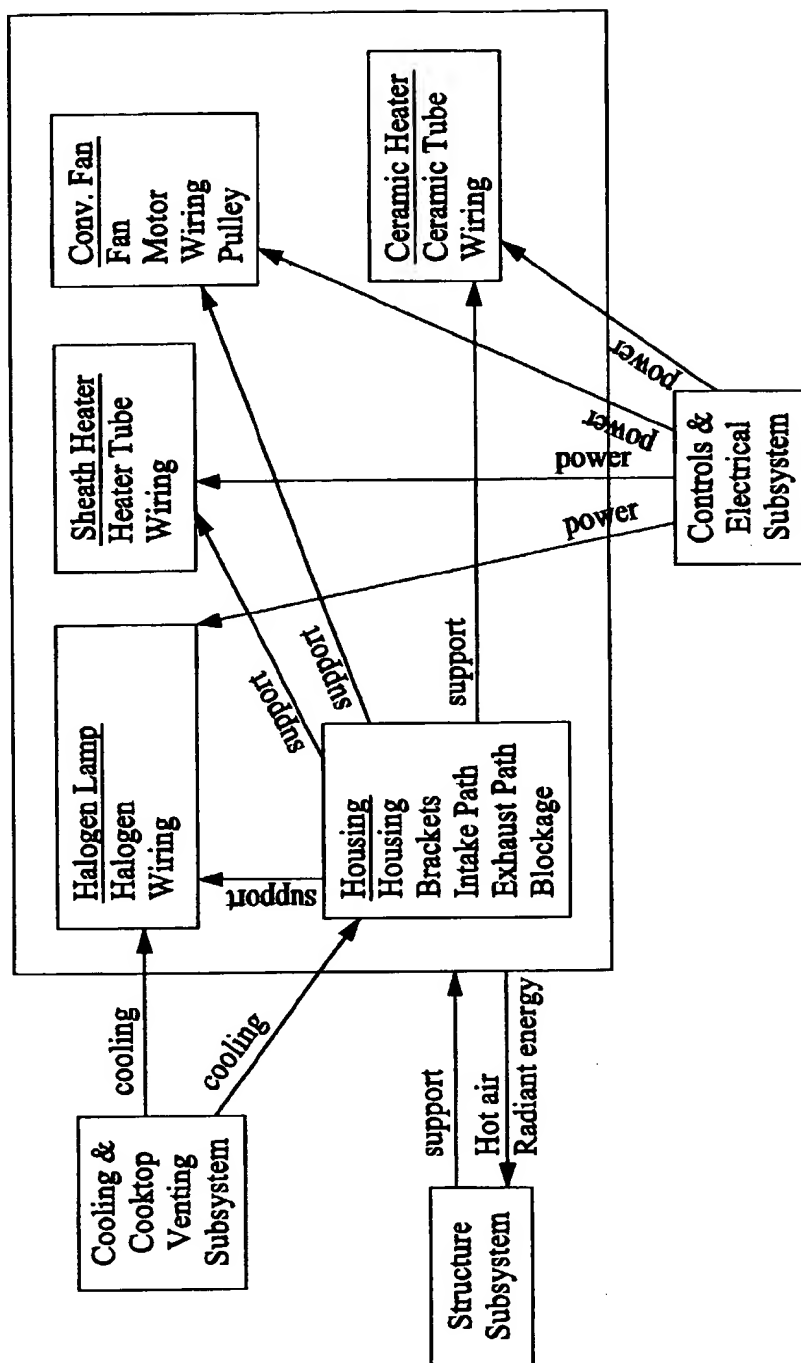 Cooling &
Cooktop
Venting
Subsystem
cooling
cooling
Structure
Subsystem
support
Hot air
Radiant energy
Halogen Lamp
Halogen
Wiring
support
Housing
Housing
Brackets
Intake Path
Exhaust Path
Blockage
support
support
support
Sheath Heater
Heater Tube
Wiring
Conv. Fan
Fan
Motor
Wiring
Pulley
Ceramic Heater
Ceramic Tube
Wiring
power
power
power
power
Controls &
Electrical
Subsystem